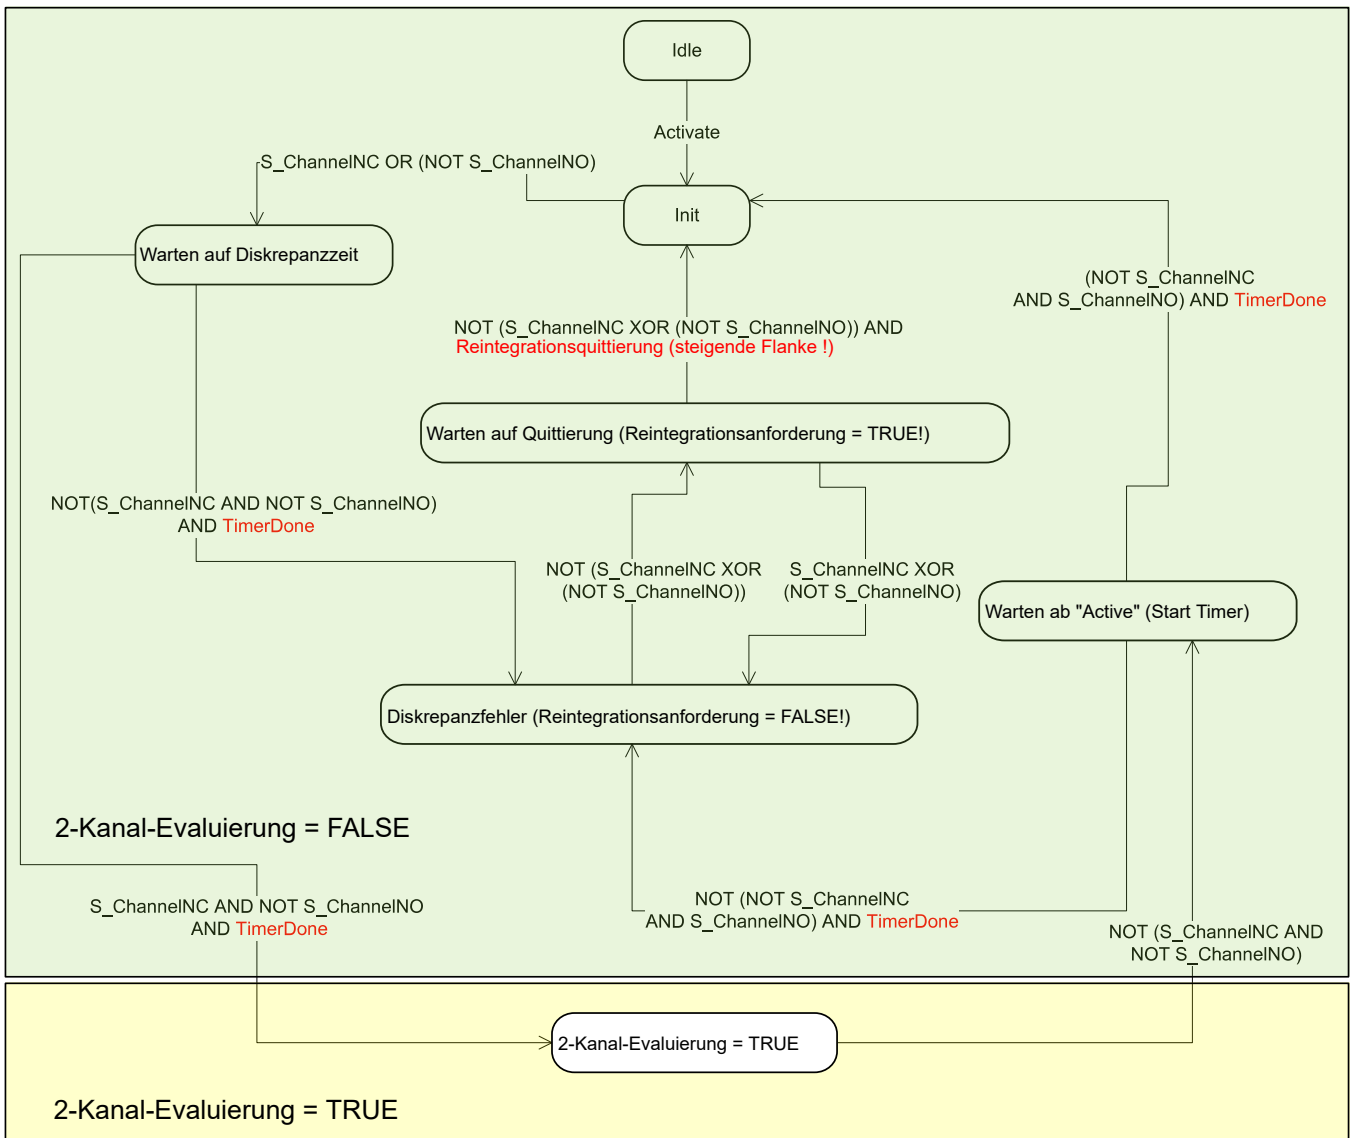 Idle
Activate
S_ChannelNC OR (NOT S_ChannelNO)
Init
Warten auf Diskrepanzzeit
(NOT S_ChannelNC
AND S_ChannelNO) AND TimerDone
NOT (S_ChannelNC XOR (NOT S_ChannelNO)) AND
Reintegrationsquittierung (steigende Flanke !)
Warten auf Quittierung (Reintegrationsanforderung = TRUE!)
NOT(S_ChannelNC AND NOT S_ChannelNO)
AND TimerDone
NOT (S_ChannelNC XOR
(NOT S_ChannelNO))
S_ChannelNC XOR
(NOT S_ChannelNO)
Warten ab "Active" (Start Timer)
Diskrepanzfehler (Reintegrationsanforderung = FALSE!)
2-Kanal-Evaluierung = FALSE
S_ChannelNC AND NOT S_ChannelNO
AND TimerDone
NOT (NOT S_ChannelNC
AND S_ChannelNO) AND TimerDone
NOT (S_ChannelNC AND
NOT S_ChannelNO)
2-Kanal-Evaluierung = TRUE
2-Kanal-Evaluierung = TRUE